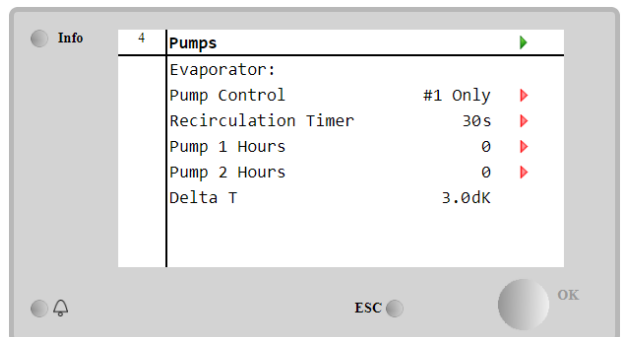 Info
4 Pumps
Evaporator:
Pump Control #1 Only
Recirculation Timer 30s
Pump 1 Hours 0
Pump 2 Hours 0
Delta T 3.0dK
ESC
OK